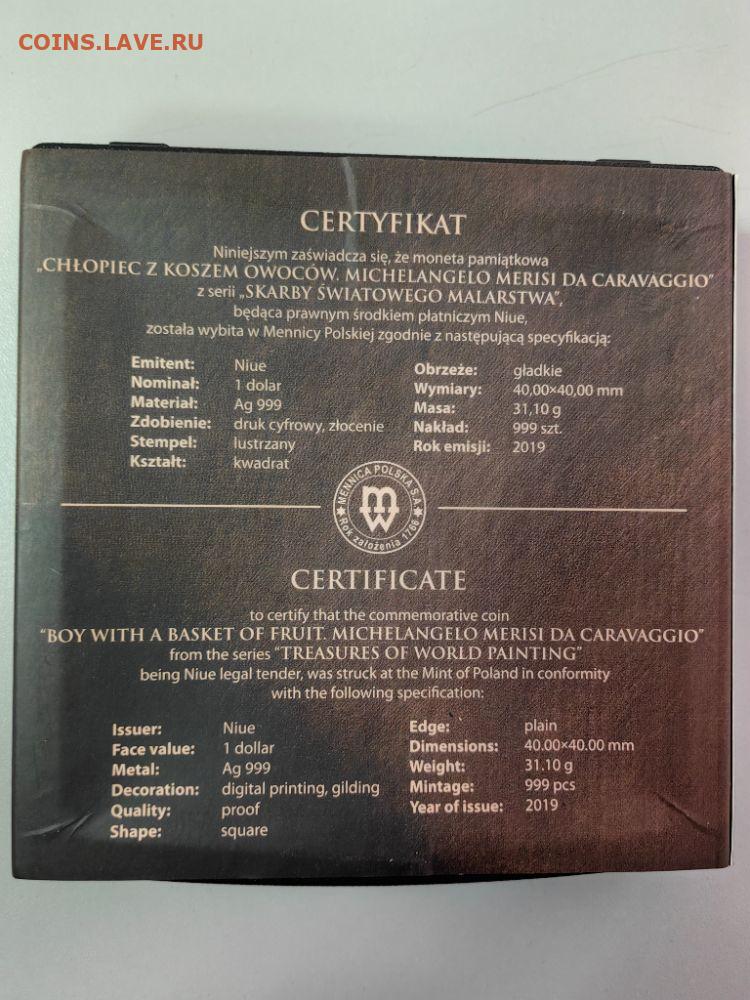 COINS.LAVE.RU
CERTYFIKAT
Niniejszym zaświadcza się, że moneta pamiątkowa
„CHŁOPIEC Z KOSZEM OWOCÓW. MICHELANGELO MERISI DA CARAVAGGIO”
z serii „SKARBY ŚWIATOWEGO MALARSTWA”,
będąca prawnym środkiem płatniczym Niue,
została wybita w Mennicy Polskiej zgodnie z następującą specyfikacją:
Emitent: Niue
Nominał: 1 dolar
Materiał: Ag 999
Zdobienie: druk cyfrowy, złocenie
Stempel: lustrzany
Kształt: kwadrat
Obrzeże: gładkie
Wymiary: 40,00×40,00 mm
Masa: 31,10 g
Nakład: 999 szt.
Rok emisji: 2019
MENNICA POLSKA S.A.
mw
Rok założenia 1766
CERTIFICATE
to certify that the commemorative coin
“BOY WITH A BASKET OF FRUIT. MICHELANGELO MERISI DA CARAVAGGIO”
from the series “TREASURES OF WORLD PAINTING”
being Niue legal tender, was struck at the Mint of Poland in conformity
with the following specification:
Issuer: Niue
Face value: 1 dollar
Metal: Ag 999
Decoration: digital printing, gilding
Quality: proof
Shape: square
Edge: plain
Dimensions: 40.00×40.00 mm
Weight: 31.10 g
Mintage: 999 pcs
Year of issue: 2019